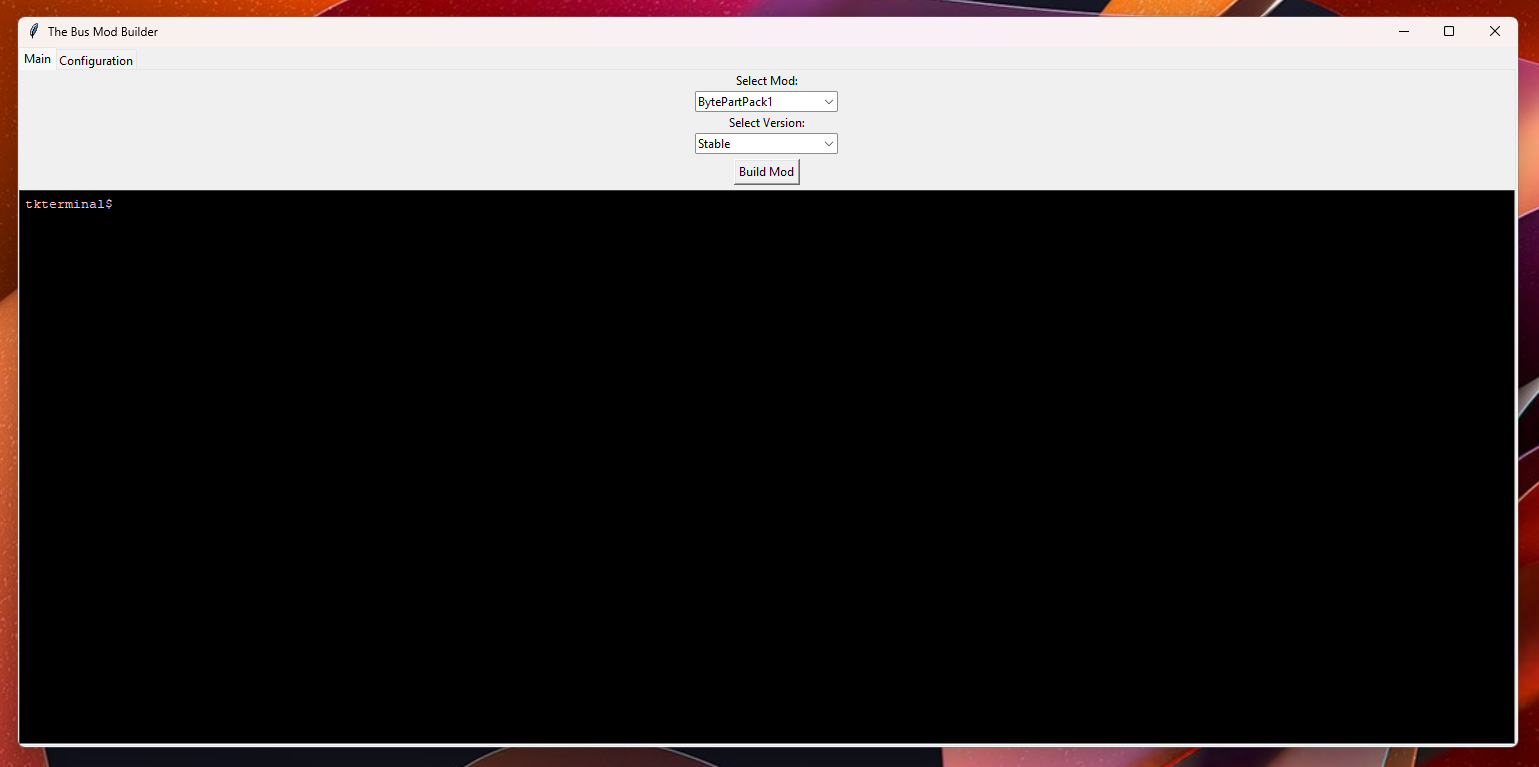 The Bus Mod Builder
Main Configuration
Select Mod:
BytePartPack1
Select Version:
Stable
Build Mod
tkterminal$